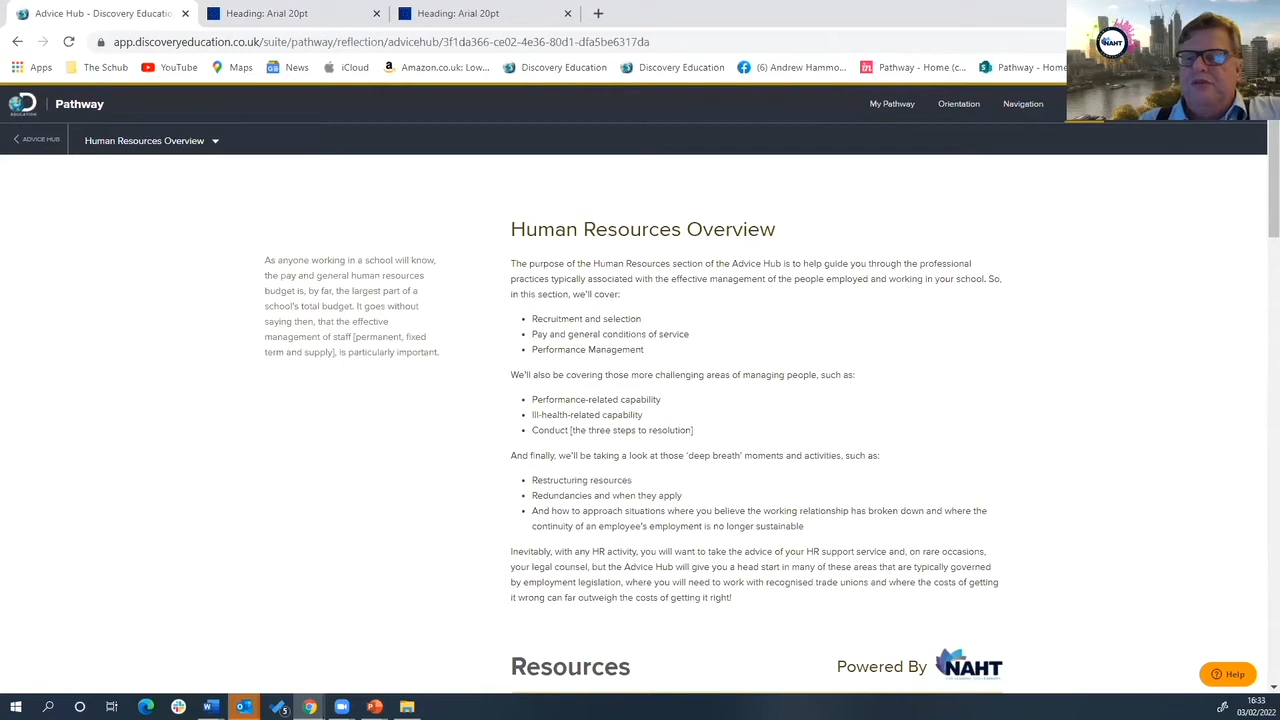 Advice Hub - Discovery Educatio
Heading: Arial 20pt
Heading: Arial 20pt
app.discoveryeducation.co.uk/suite/pathway/reflection/advicehub/3f1da366-ce02-4e36-80d1-dfa5be6317da
Apps
The Schub
YouTube
Maps
News
iCloud
Amazon.co.uk: Low...
Discovery Education
Discovery Education
(6) Andrew Hammo...
Pathway - Home (c...
Pathway - Home
NAHT
EDUCATION
Pathway
My Pathway
Orientation
Navigation
ADVICE HUB
Human Resources Overview
As anyone working in a school will know,
the pay and general human resources
budget is, by far, the largest part of a
school's total budget. It goes without
saying then, that the effective
management of staff [permanent, fixed
term and supply], is particularly important.
Human Resources Overview
The purpose of the Human Resources section of the Advice Hub is to help guide you through the professional
practices typically associated with the effective management of the people employed and working in your school. So,
in this section, we'll cover:
• Recruitment and selection
• Pay and general conditions of service
• Performance Management
We'll also be covering those more challenging areas of managing people, such as:
• Performance-related capability
• Ill-health-related capability
• Conduct [the three steps to resolution]
And finally, we'll be taking a look at those 'deep breath' moments and activities, such as:
• Restructuring resources
• Redundancies and when they apply
• And how to approach situations where you believe the working relationship has broken down and where the
continuity of an employee's employment is no longer sustainable
Inevitably, with any HR activity, you will want to take the advice of your HR support service and, on rare occasions,
your legal counsel, but the Advice Hub will give you a head start in many of these areas that are typically governed
by employment legislation, where you will need to work with recognised trade unions and where the costs of getting
it wrong can far outweigh the costs of getting it right!
Resources
Powered By
NAHT
Help
16:33
03/02/2022